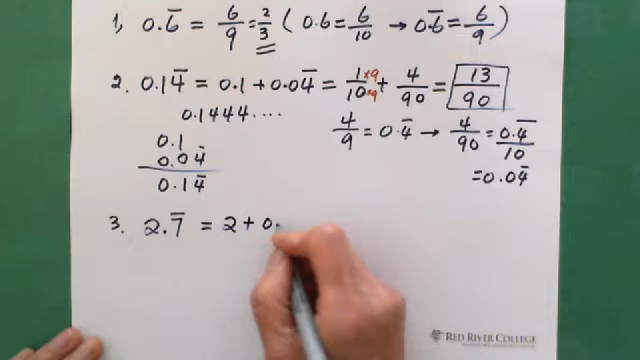 1, 0.6̅ = 6/9 = 2/3 ( 0.6 = 6/10 → 0.6̅ = 6/9 )
2. 0.14̅ = 0.1 + 0.04̅ = 1/10 ×9 ×9 + 4/90 = 13/90
0.1444....
4/9 = 0.4̅ → 4/90 = 0.4̅/10
= 0.04̅
0.1
0.04̅
0.14̅
3. 2.7̅ = 2 + 0.
RED RIVER COLLEGE